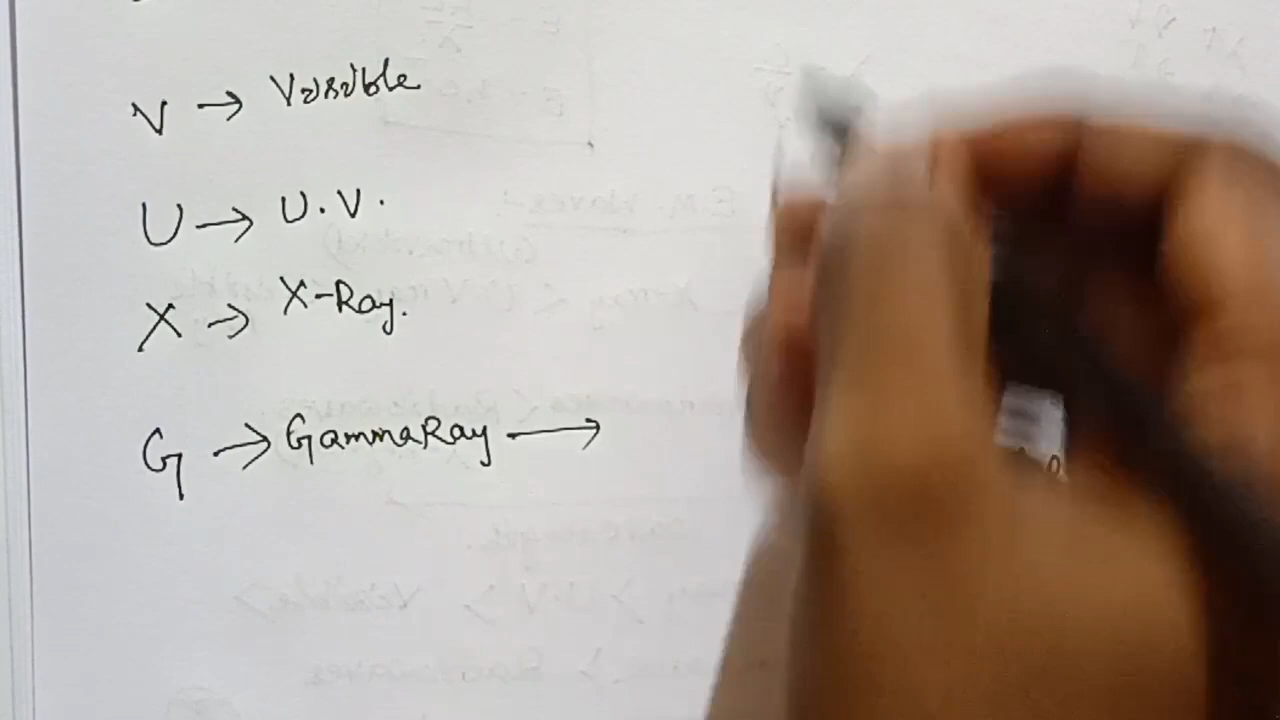 V → Visible
U → U.V.
X → X-Ray.
G → GammaRay →